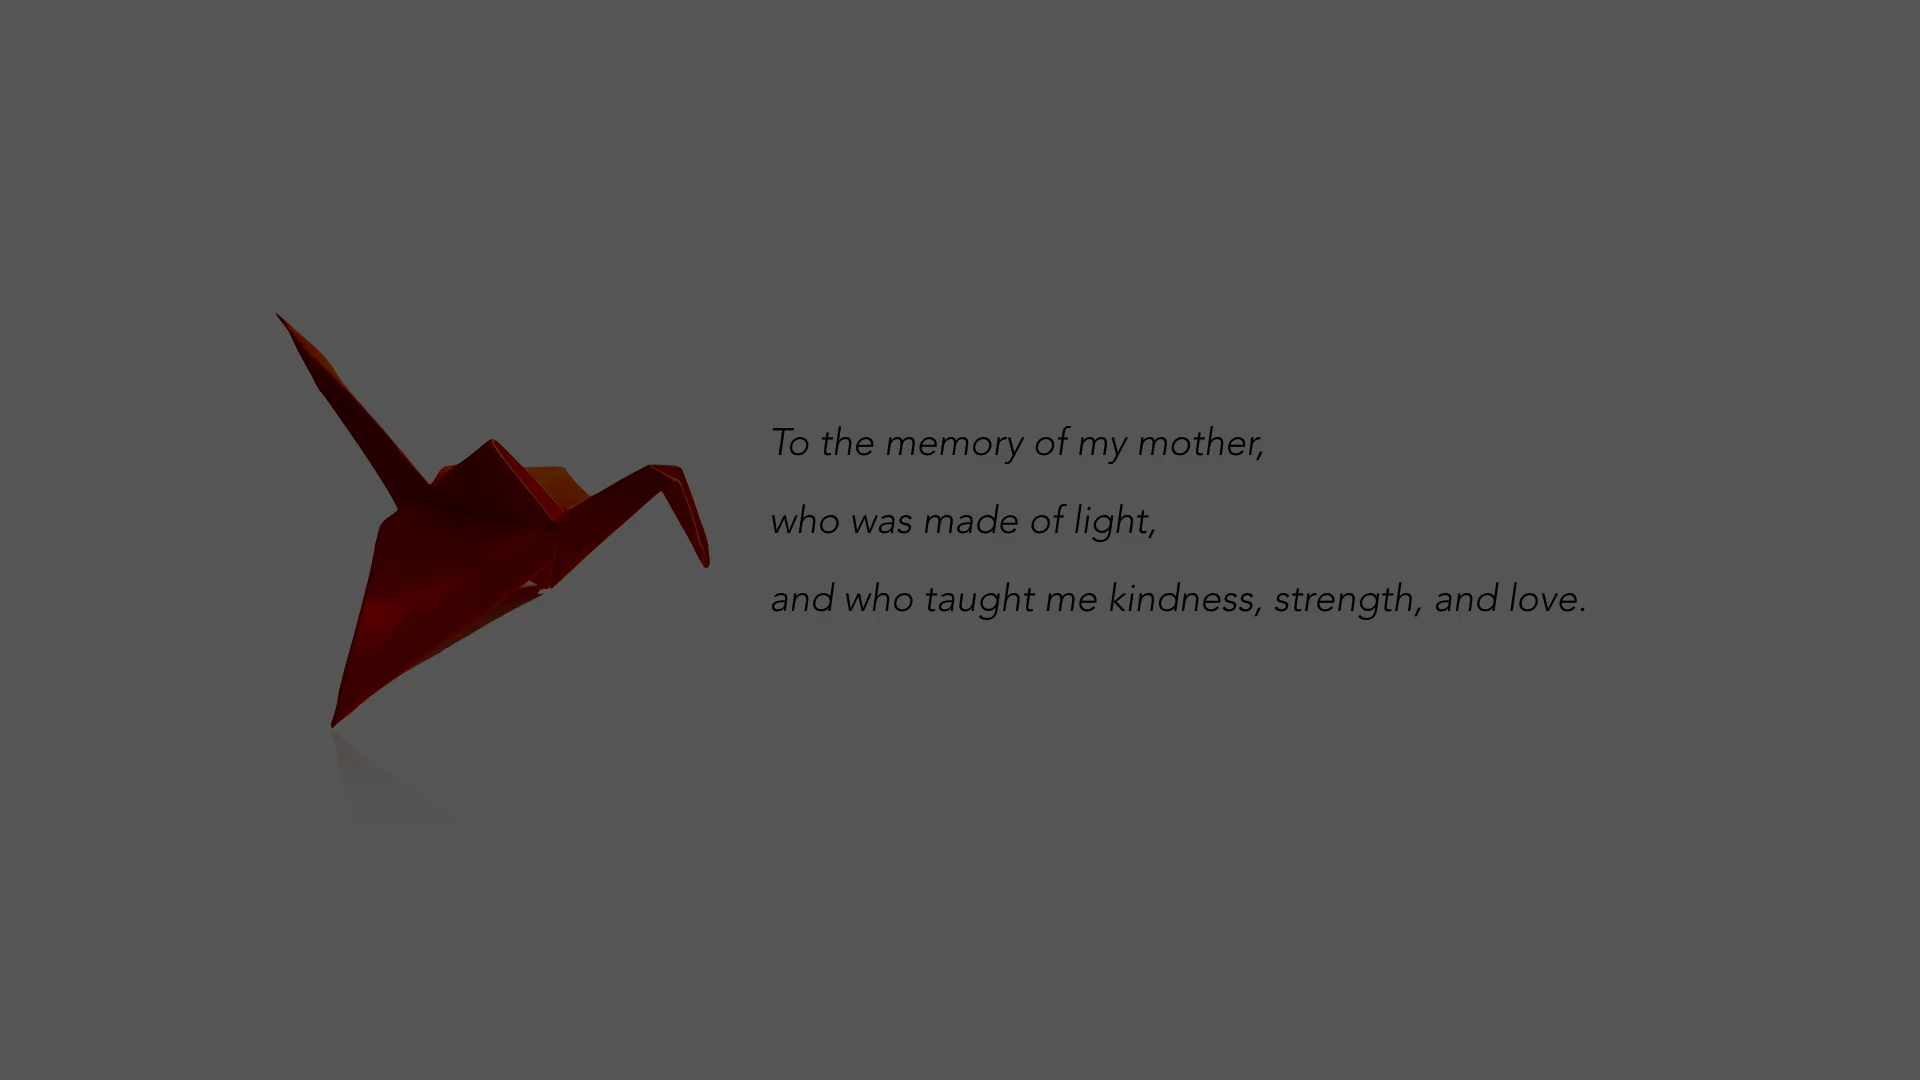 To the memory of my mother,
who was made of light,
and who taught me kindness, strength, and love.